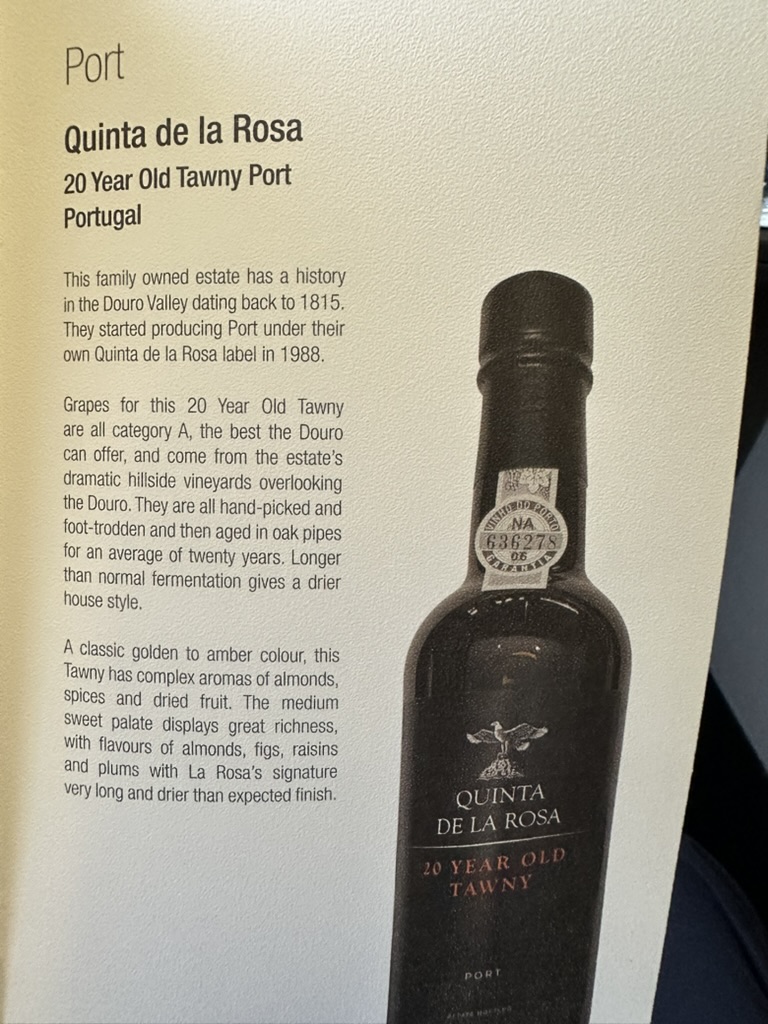 Port
Quinta de la Rosa
20 Year Old Tawny Port
Portugal
This family owned estate has a history
in the Douro Valley dating back to 1815.
They started producing Port under their
own Quinta de la Rosa label in 1988.
Grapes for this 20 Year Old Tawny
are all category A, the best the Douro
can offer, and come from the estate's
dramatic hillside vineyards overlooking
the Douro. They are all hand-picked and
foot-trodden and then aged in oak pipes
for an average of twenty years. Longer
than normal fermentation gives a drier
house style.
A classic golden to amber colour, this
Tawny has complex aromas of almonds,
spices and dried fruit. The medium
sweet palate displays great richness,
with flavours of almonds, figs, raisins
and plums with La Rosa's signature
very long and drier than expected finish.
VINHO DO PORTO
NA
636278
06
GARANTIA
QUINTA
DE LA ROSA
20 YEAR OLD
TAWNY
PORT